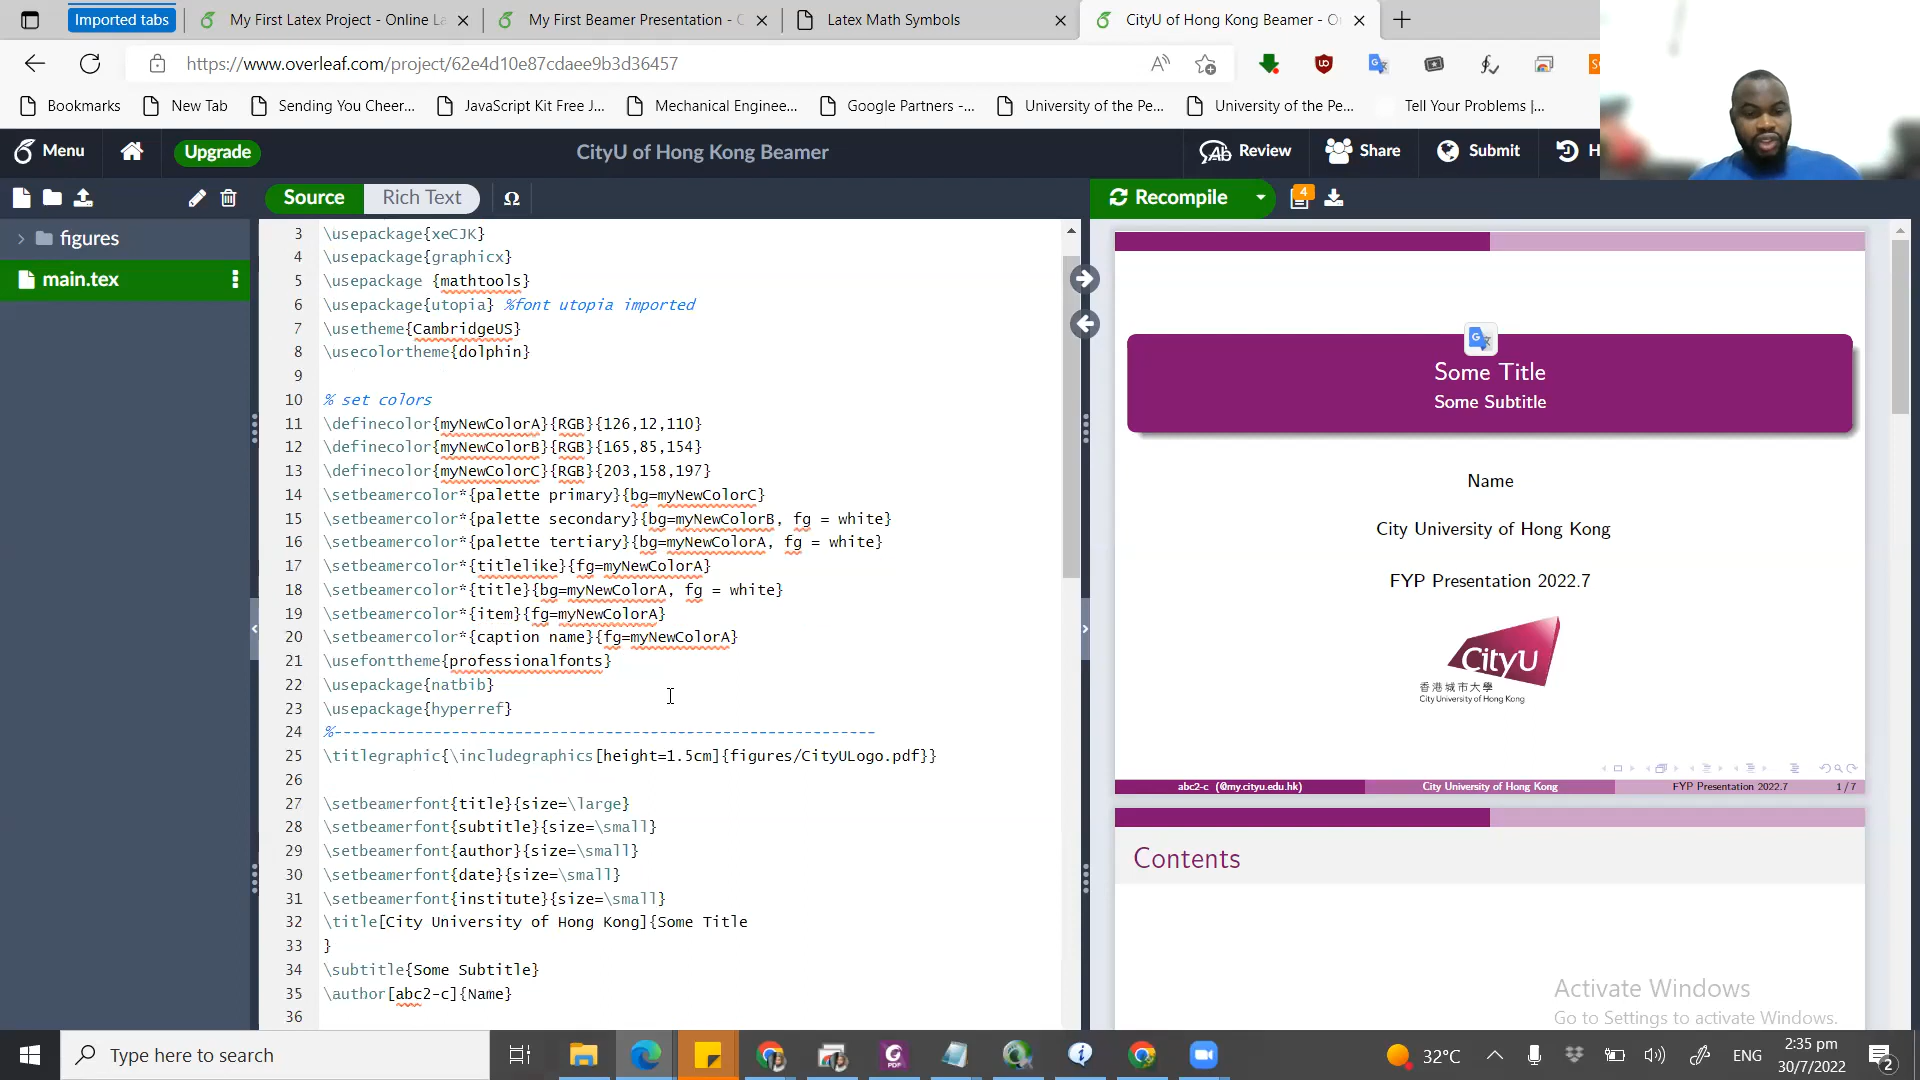 Imported tabs
My First Latex Project - Online La
My First Beamer Presentation - O
Latex Math Symbols
CityU of Hong Kong Beamer - On
https://www.overleaf.com/project/62e4d10e87cdaee9b3d36457
Bookmarks
New Tab
Sending You Cheer...
JavaScript Kit Free J...
Mechanical Enginee...
Google Partners -...
University of the Pe...
University of the Pe...
Tell Your Problems |...
Menu
Upgrade
CityU of Hong Kong Beamer
Review
Share
Submit
H
Source
Rich Text
Ω
Recompile
4
figures
main.tex
3 \usepackage{xeCJK}
4 \usepackage{graphicx}
5 \usepackage {mathtools}
6 \usepackage{utopia} %font utopia imported
7 \usetheme{CambridgeUS}
8 \usecolortheme{dolphin}
9
10 % set colors
11 \definecolor{myNewColorA}{RGB}{126,12,110}
12 \definecolor{myNewColorB}{RGB}{165,85,154}
13 \definecolor{myNewColorC}{RGB}{203,158,197}
14 \setbeamercolor*{palette primary}{bg=myNewColorC}
15 \setbeamercolor*{palette secondary}{bg=myNewColorB, fg = white}
16 \setbeamercolor*{palette tertiary}{bg=myNewColorA, fg = white}
17 \setbeamercolor*{titlelike}{fg=myNewColorA}
18 \setbeamercolor*{title}{bg=myNewColorA, fg = white}
19 \setbeamercolor*{item}{fg=myNewColorA}
20 \setbeamercolor*{caption name}{fg=myNewColorA}
21 \usefonttheme{professionalfonts}
22 \usepackage{natbib}
23 \usepackage{hyperref}
24 %------------------------------------------------------------
25 \titlegraphic{\includegraphics[height=1.5cm]{figures/CityULogo.pdf}}
26
27 \setbeamerfont{title}{size=\large}
28 \setbeamerfont{subtitle}{size=\small}
29 \setbeamerfont{author}{size=\small}
30 \setbeamerfont{date}{size=\small}
31 \setbeamerfont{institute}{size=\small}
32 \title[City University of Hong Kong]{Some Title
33 }
34 \subtitle{Some Subtitle}
35 \author[abc2-c]{Name}
36
Some Title
Some Subtitle
Name
City University of Hong Kong
FYP Presentation 2022.7
CityU
香港城市大學
City University of Hong Kong
abc2-c (@my.cityu.edu.hk)
City University of Hong Kong
FYP Presentation 2022.7
1 / 7
Contents
Activate Windows
Go to Settings to activate Windows.
Type here to search
PDF
32°C
ENG
2:35 pm
30/7/2022
2